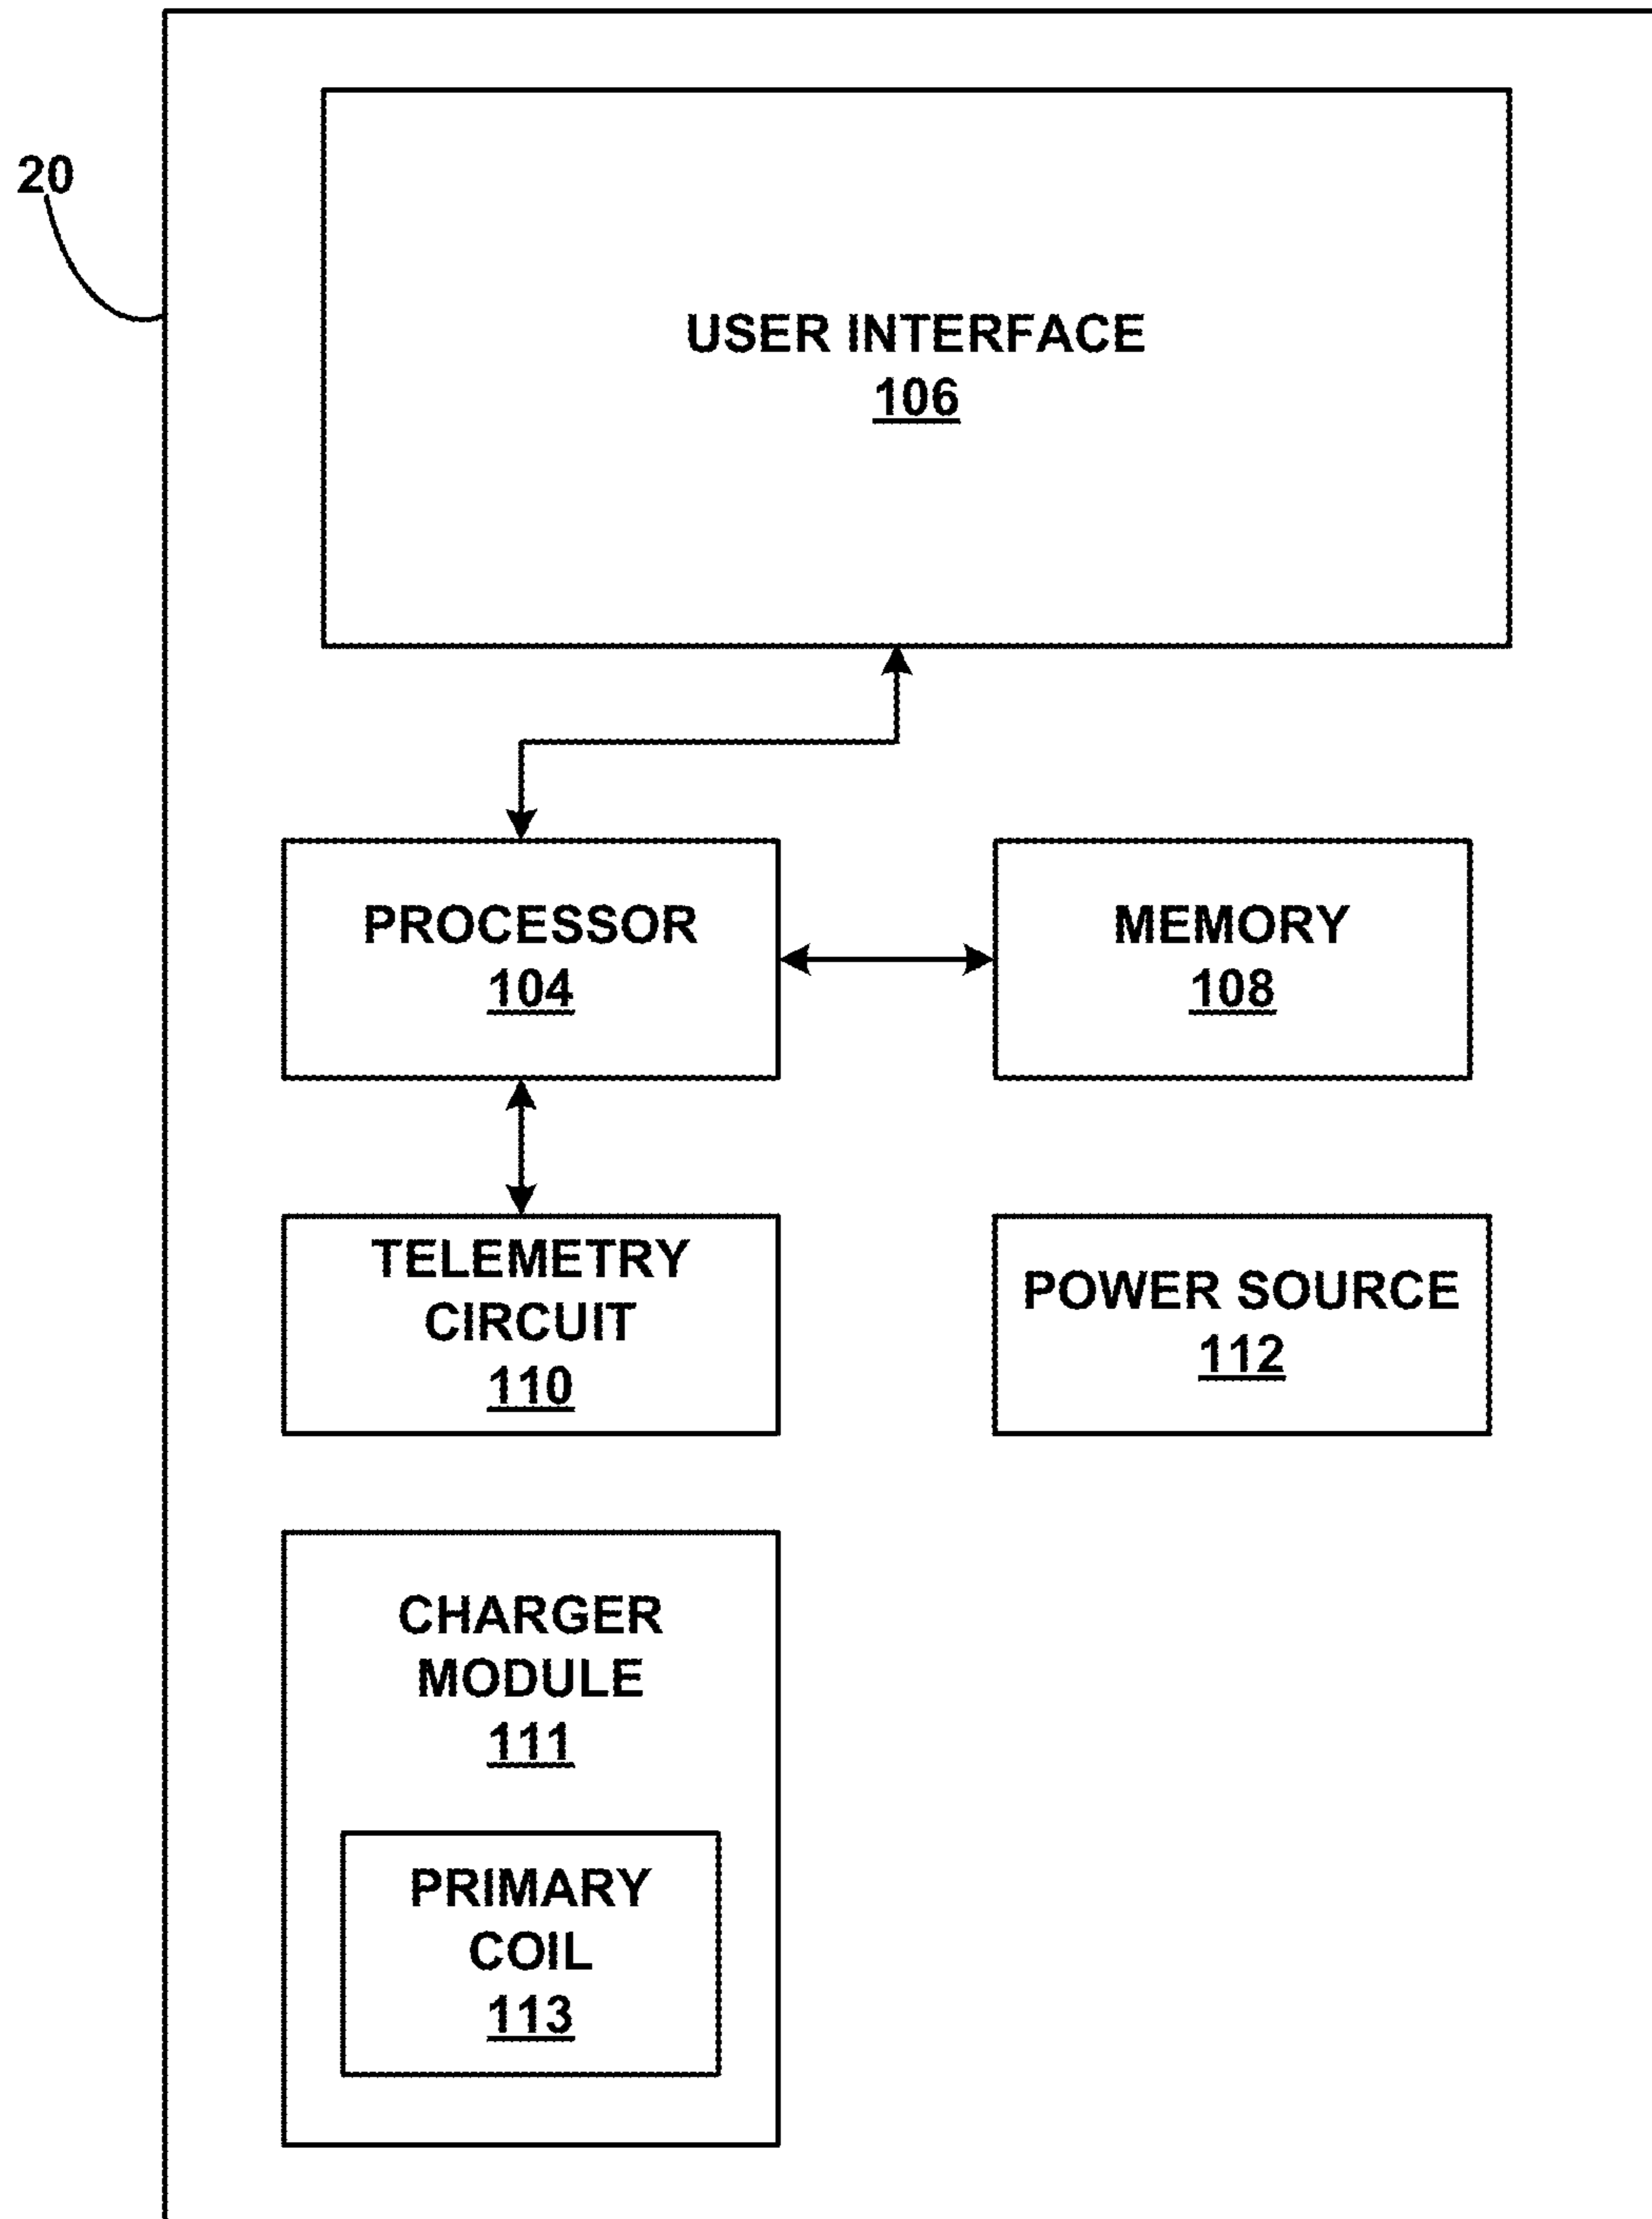 20
USER INTERFACE
106
PROCESSOR
104
MEMORY
108
TELEMETRY
CIRCUIT
110
POWER SOURCE
112
CHARGER
MODULE
111
PRIMARY
COIL
113